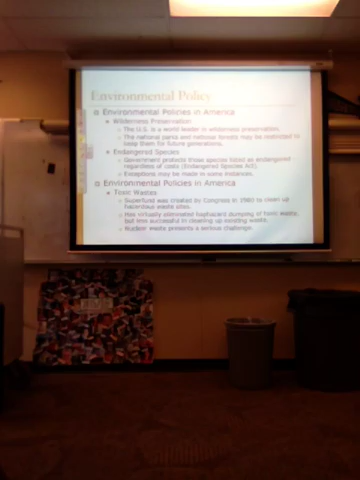 Environmental Policy
Environmental Policies in America
Wilderness Preservation
The U.S. is a world leader in wilderness preservation.
The national parks and national forests may be restricted to
keep them for future generations.
Endangered Species
Government protects those species listed as endangered
regardless of costs (Endangered Species Act).
Exceptions may be made in some instances.
Environmental Policies in America
Toxic Wastes
Superfund was created by Congress in 1980 to clean up
hazardous waste sites.
Has virtually eliminated haphazard dumping of toxic waste,
but less successful in cleaning up existing waste.
Nuclear waste presents a serious challenge.